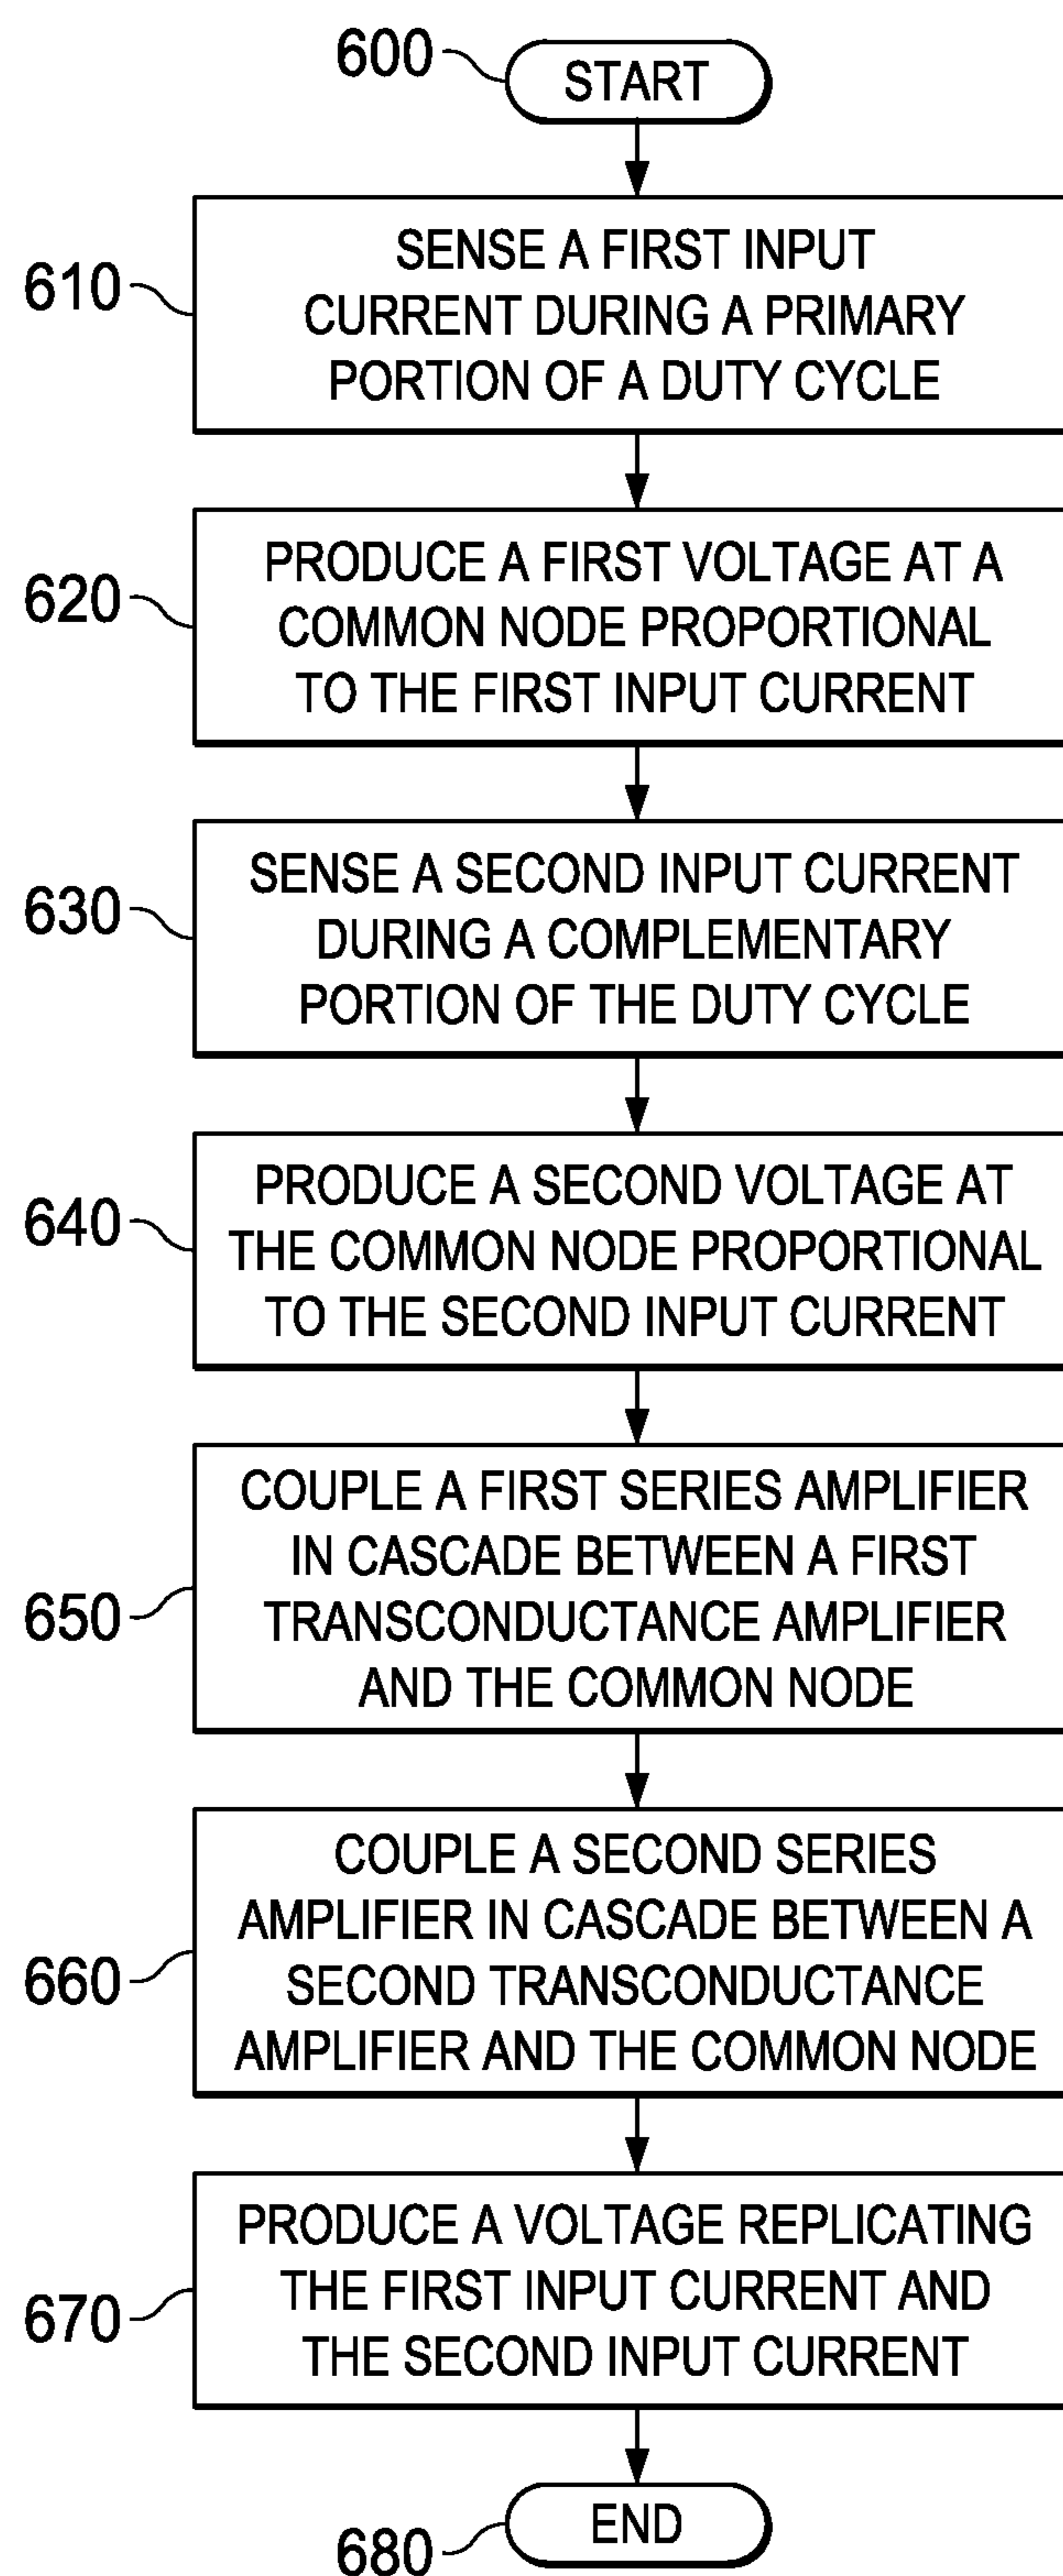 600
START
610
SENSE A FIRST INPUT
CURRENT DURING A PRIMARY
PORTION OF A DUTY CYCLE
620
PRODUCE A FIRST VOLTAGE AT A
COMMON NODE PROPORTIONAL
TO THE FIRST INPUT CURRENT
630
SENSE A SECOND INPUT CURRENT
DURING A COMPLEMENTARY
PORTION OF THE DUTY CYCLE
640
PRODUCE A SECOND VOLTAGE AT
THE COMMON NODE PROPORTIONAL
TO THE SECOND INPUT CURRENT
650
COUPLE A FIRST SERIES AMPLIFIER
IN CASCADE BETWEEN A FIRST
TRANSCONDUCTANCE AMPLIFIER
AND THE COMMON NODE
660
COUPLE A SECOND SERIES
AMPLIFIER IN CASCADE BETWEEN A
SECOND TRANSCONDUCTANCE
AMPLIFIER AND THE COMMON NODE
670
PRODUCE A VOLTAGE REPLICATING
THE FIRST INPUT CURRENT AND
THE SECOND INPUT CURRENT
680
END